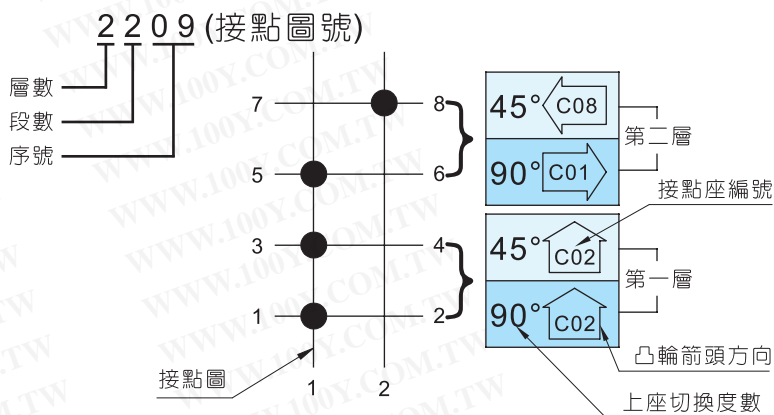 2209 (接點圖號)
層數
段數
序號
7 8
5 6
3 4
1 2
1 2
接點圖
45° C08
90° C01
第二層
接點座編號
45° C02
90° C02
第一層
凸輪箭頭方向
上座切換度數
WWW.100Y.COM.TW